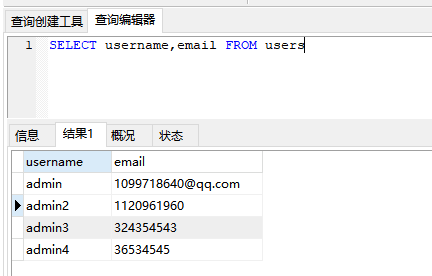 查询创建工具 查询编辑器
1 SELECT username,email FROM users
信息 结果1 概况 状态
username email
admin 1099718640@qq.com
admin2 1120961960
admin3 324354543
admin4 36534545